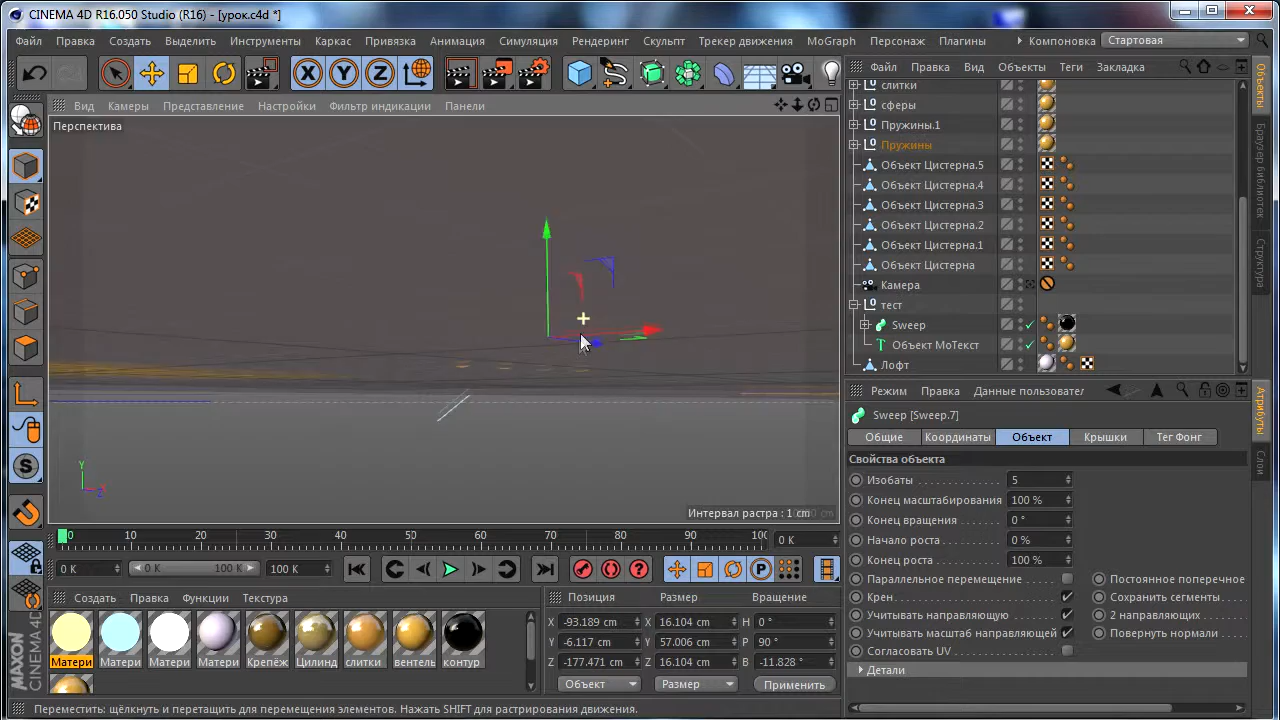 CINEMA 4D R16.050 Studio (R16) - [урок.c4d *]
Файл Правка Создать Выделить Инструменты Каркас Привязка Анимация Симуляция Рендеринг Скульпт Трекер движения MoGraph Персонаж Плагины Компоновка Стартовая
Файл Правка Вид Объекты Теги Закладка
Вид Камеры Представление Настройки Фильтр индикации Панели
Перспектива
слитки
сферы
Пружины.1
Пружины
Объект Цистерна.5
Объект Цистерна.4
Объект Цистерна.3
Объект Цистерна.2
Объект Цистерна.1
Объект Цистерна
Камера
тест
Sweep
Объект МоТекст
Лофт
Объекты
Браузер библиотек
Структура
Y
X
Z
Интервал растра : 1 cm
Режим Правка Данные пользовател
Sweep [Sweep.7]
Общие Координаты Объект Крышки Тег Фонг
Свойства объекта
Изобаты 5
Конец масштабирования 100 %
Конец вращения 0 °
Начало роста 0 %
Конец роста 100 %
Параллельное перемещение Постоянное поперечное
Крен Сохранить сегменты
Учитывать направляющую 2 направляющих
Учитывать масштаб направляющей Повернуть нормали
Согласовать UV
Детали
Атрибуты
Слои
0 10 20 30 40 50 60 70 80 90 100 0 K
0 K 0 K 100 K 100 K
Создать Правка Функции Текстура
Матери Матери Матери Матери Крепёж Цилинд слитки вентель контур
Позиция Размер Вращение
X -93.189 cm X 16.104 cm H 0 °
Y -6.117 cm Y 57.006 cm P 90 °
Z -177.471 cm Z 16.104 cm B -11.828 °
Объект Размер Применить
MAXON CINEMA 4D
Переместить: щёлкнуть и перетащить для перемещения элементов. Нажать SHIFT для растрирования движения.